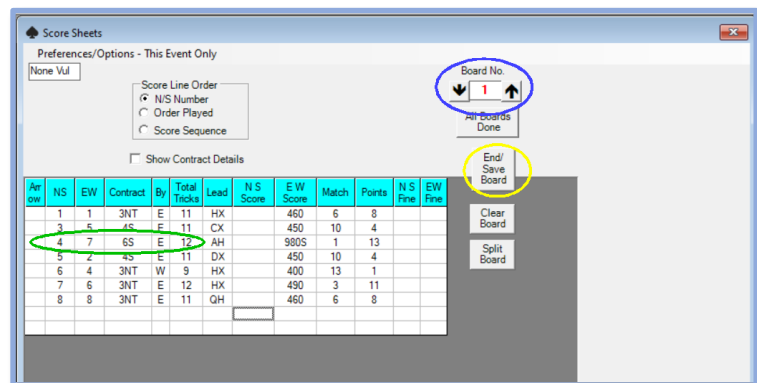 Score Sheets
Preferences/Options - This Event Only
None Vul
Score Line Order
N/S Number
Order Played
Score Sequence
Show Contract Details
Board No.
1
All Boards
Done
End/
Save
Board
Clear
Board
Split
Board
Arr ow NS EW Contract By Total Tricks Lead N S Score E W Score Match Points N S Fine EW Fine
1 1 3NT E 11 HX 460 6 8
3 5 4S E 11 CX 450 10 4
4 7 6S E 12 AH 980S 1 13
5 2 4S E 11 DX 450 10 4
6 4 3NT W 9 HX 400 13 1
7 6 3NT E 12 HX 490 3 11
8 8 3NT E 11 QH 460 6 8